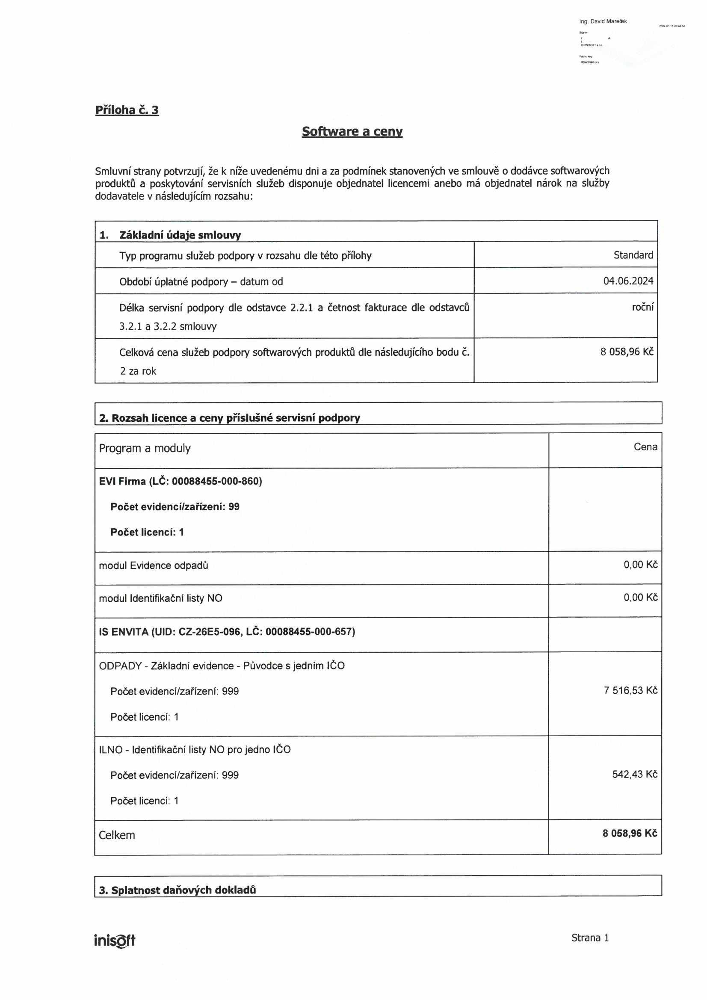 Ing. David Mareček
2024.01.15 20:46:53
Signer:
O=INISOFT s.r.o.
Public key:
RSA/2048 bits
Příloha č. 3
Software a ceny
Smluvní strany potvrzují, že k níže uvedenému dni a za podmínek stanovených ve smlouvě o dodávce softwarových
produktů a poskytování servisních služeb disponuje objednatel licencemi anebo má objednatel nárok na služby
dodavatele v následujícím rozsahu:
1. Základní údaje smlouvy
Typ programu služeb podpory v rozsahu dle této přílohy Standard
Období úplatné podpory – datum od 04.06.2024
Délka servisní podpory dle odstavce 2.2.1 a četnost fakturace dle odstavců roční
3.2.1 a 3.2.2 smlouvy
Celková cena služeb podpory softwarových produktů dle následujícího bodu č. 8 058,96 Kč
2 za rok
2. Rozsah licence a ceny příslušné servisní podpory
Program a moduly Cena
EVI Firma (LČ: 00088455-000-860)
Počet evidencí/zařízení: 99
Počet licencí: 1
modul Evidence odpadů 0,00 Kč
modul Identifikační listy NO 0,00 Kč
IS ENVITA (UID: CZ-26E5-096, LČ: 00088455-000-657)
ODPADY - Základní evidence - Původce s jedním IČO
Počet evidencí/zařízení: 999 7 516,53 Kč
Počet licencí: 1
ILNO - Identifikační listy NO pro jedno IČO
Počet evidencí/zařízení: 999 542,43 Kč
Počet licencí: 1
Celkem 8 058,96 Kč
3. Splatnost daňových dokladů
inisoft Strana 1